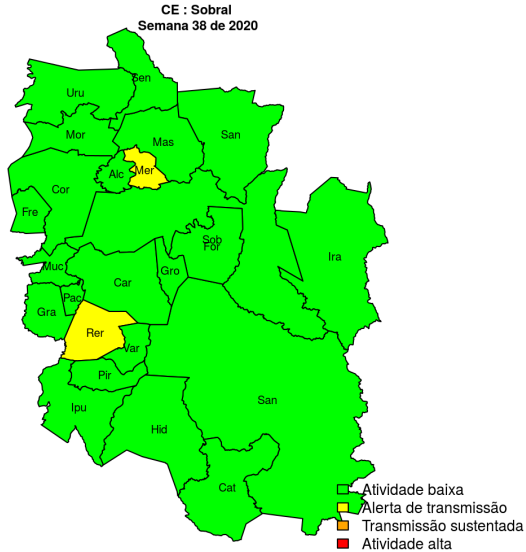 CE : Sobral
Semana 38 de 2020
Sen
Uru
Mor
Mas
San
Alc
Mer
Cor
Fre
Sob
For
Ira
Muc
Gro
Car
Pac
Gra
Rer
Var
Pir
San
Ipu
Hid
Cat
Atividade baixa
Alerta de transmissão
Transmissão sustentada
Atividade alta